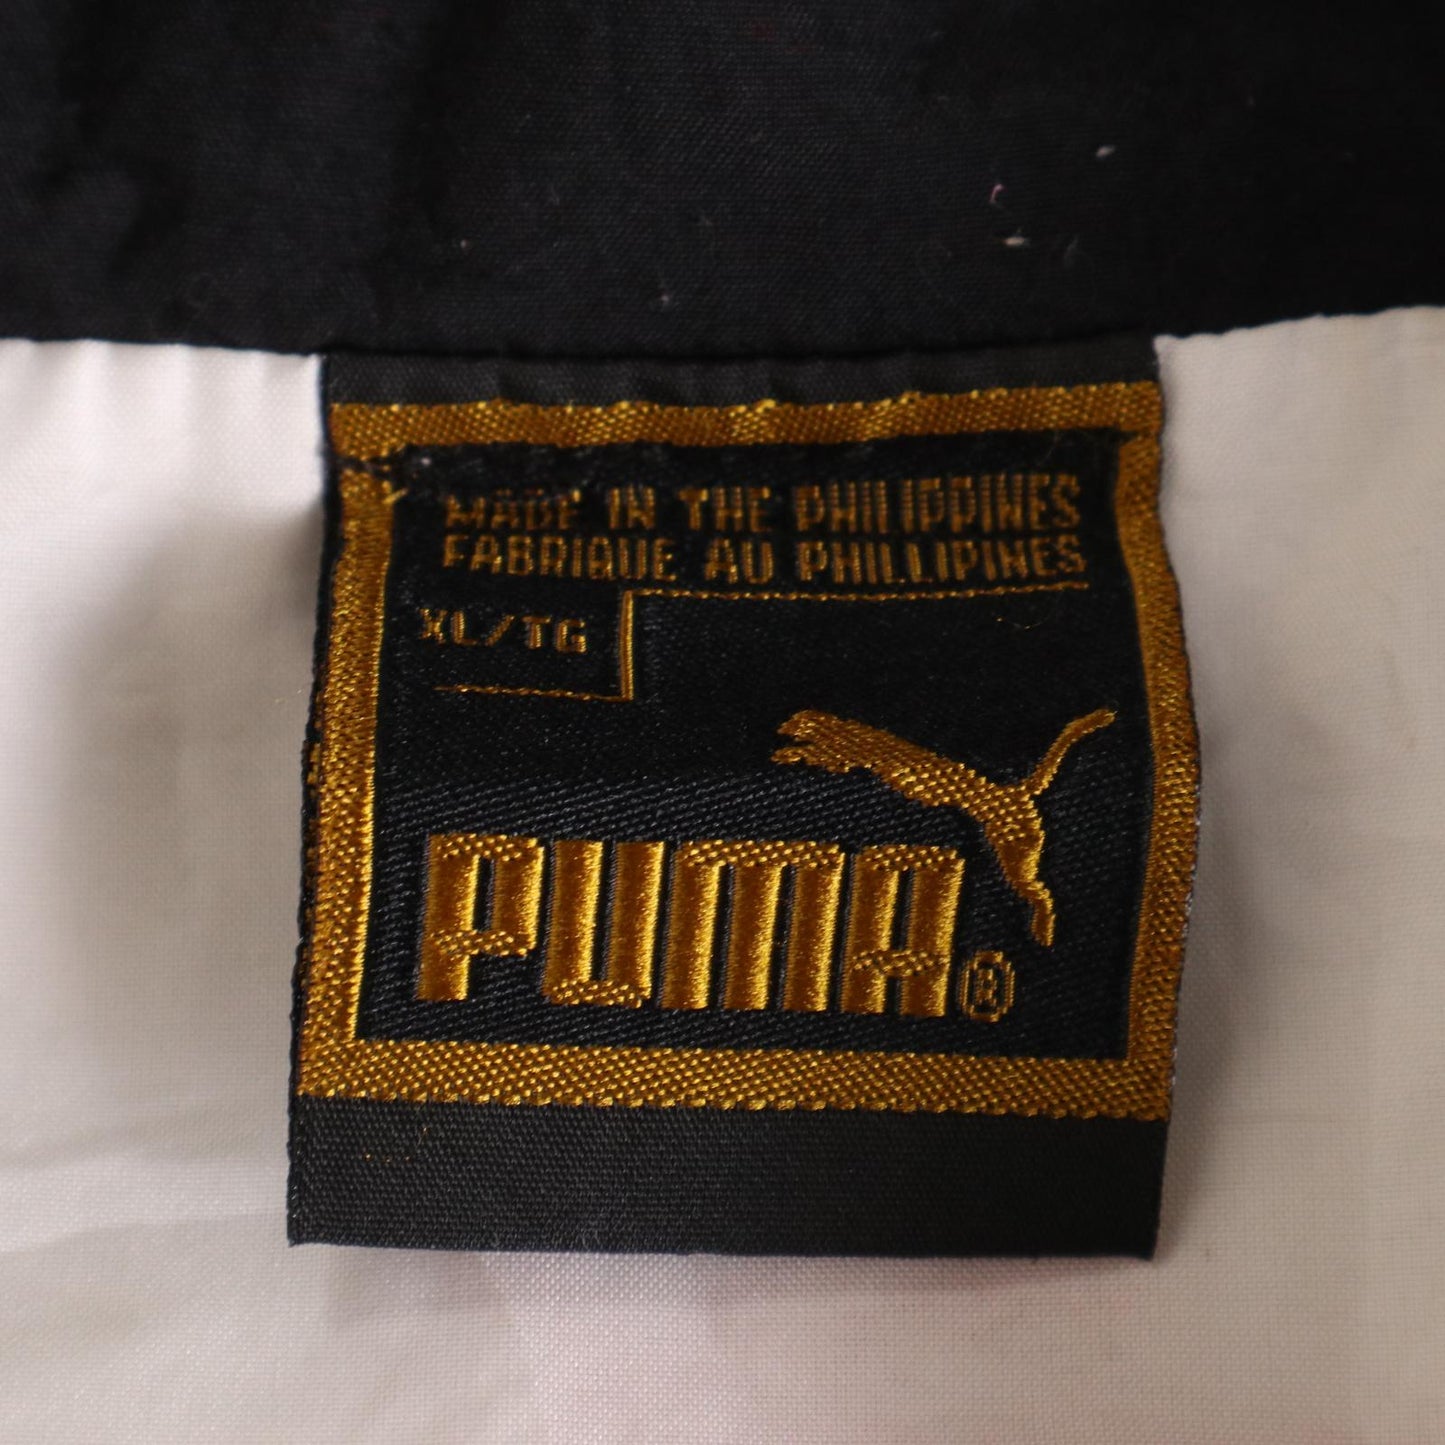 MADE IN THE PHILIPPINES
FABRIQUE AU PHILLIPINES
XL/TG
PUMA®